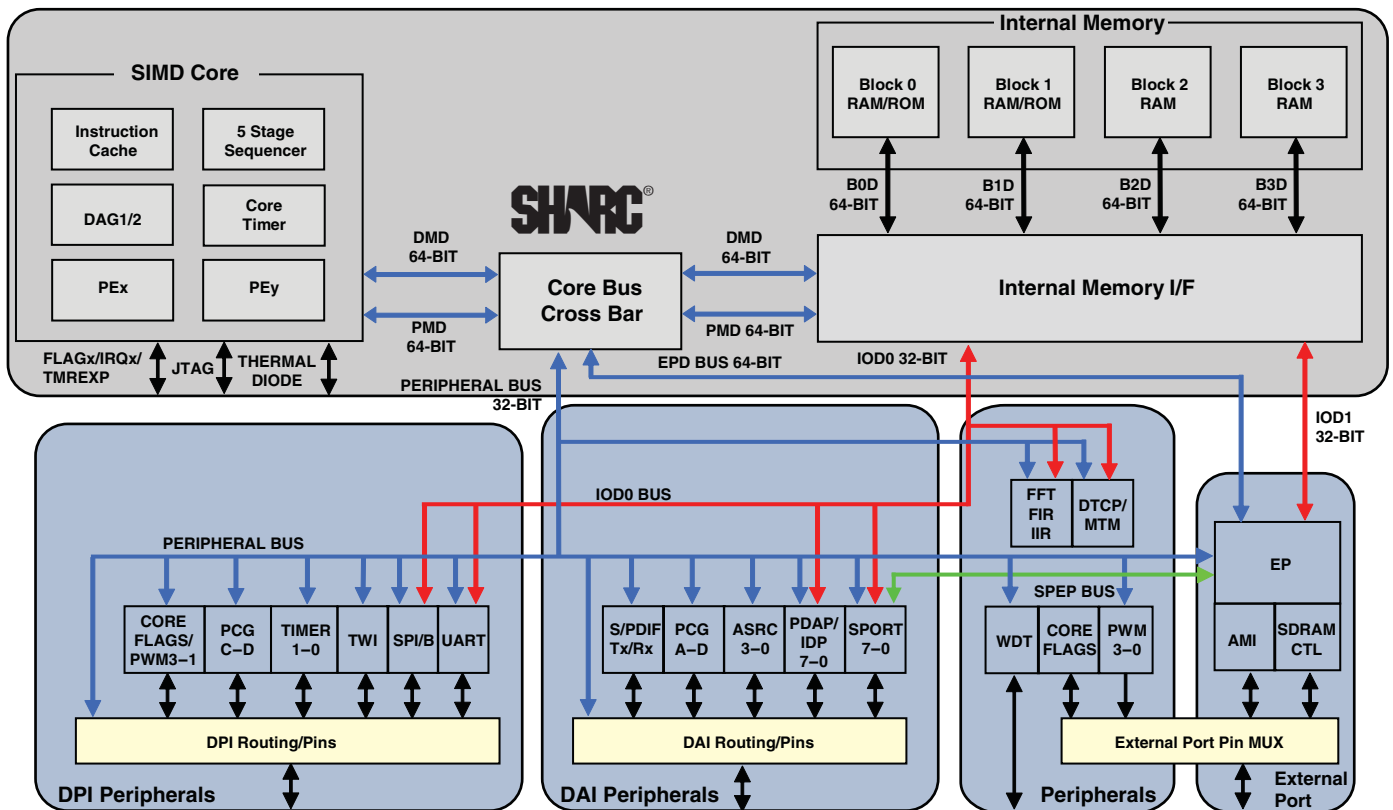 Internal Memory
SIMD Core
Block 0
RAM/ROM
Block 1
RAM/ROM
Block 2
RAM
Block 3
RAM
Instruction
Cache
5 Stage
Sequencer
DAG1/2
Core
Timer
PEx
PEy
B0D
64-BIT
B1D
64-BIT
B2D
64-BIT
B3D
64-BIT
SHARC®
DMD
64-BIT
DMD
64-BIT
Core Bus
Cross Bar
Internal Memory I/F
PMD
64-BIT
PMD 64-BIT
FLAGx/IRQx/
TMREXP
JTAG
THERMAL
DIODE
EPD BUS 64-BIT
IOD0 32-BIT
PERIPHERAL BUS
32-BIT
IOD1
32-BIT
IOD0 BUS
FFT
FIR
IIR
DTCP/
MTM
PERIPHERAL BUS
EP
SPEP BUS
CORE
FLAGS/
PWM3–1
PCG
C–D
TIMER
1–0
TWI
SPI/B
UART
S/PDIF
Tx/Rx
PCG
A–D
ASRC
3–0
PDAP/
IDP
7–0
SPORT
7–0
WDT
CORE
FLAGS
PWM
3–0
AMI
SDRAM
CTL
DPI Routing/Pins
DAI Routing/Pins
External Port Pin MUX
DPI Peripherals
DAI Peripherals
Peripherals
External
Port